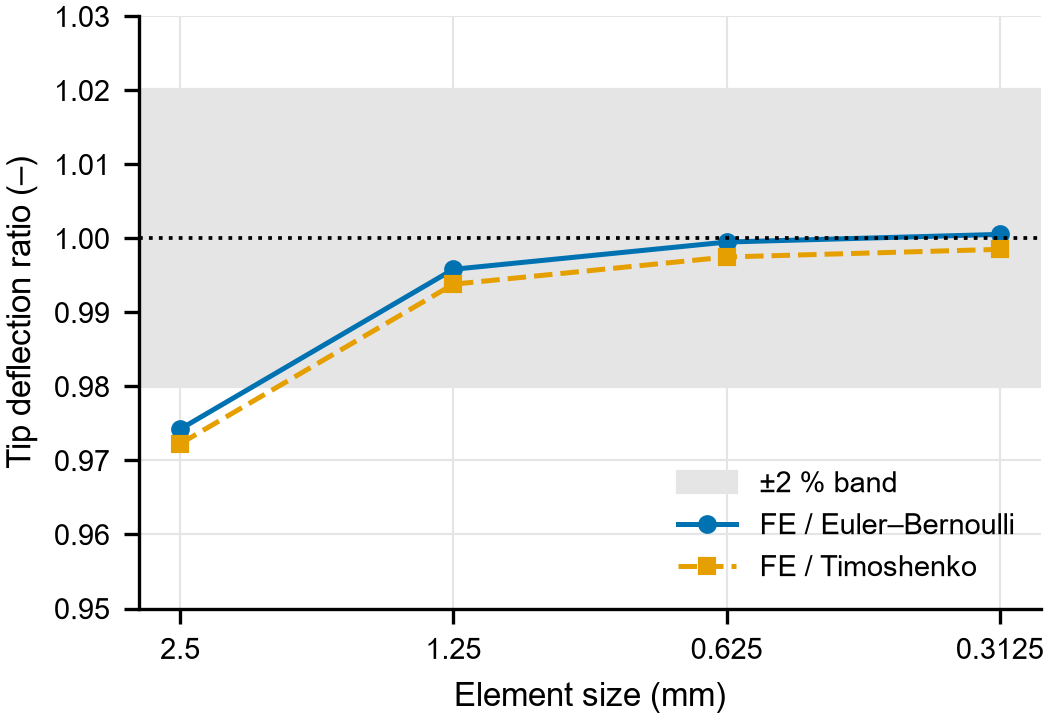 1.03
1.02
1.01
1.00
0.99
0.98
0.97
0.96
0.95
Tip deflection ratio (–)
±2 % band
FE / Euler–Bernoulli
FE / Timoshenko
2.5 1.25 0.625 0.3125
Element size (mm)